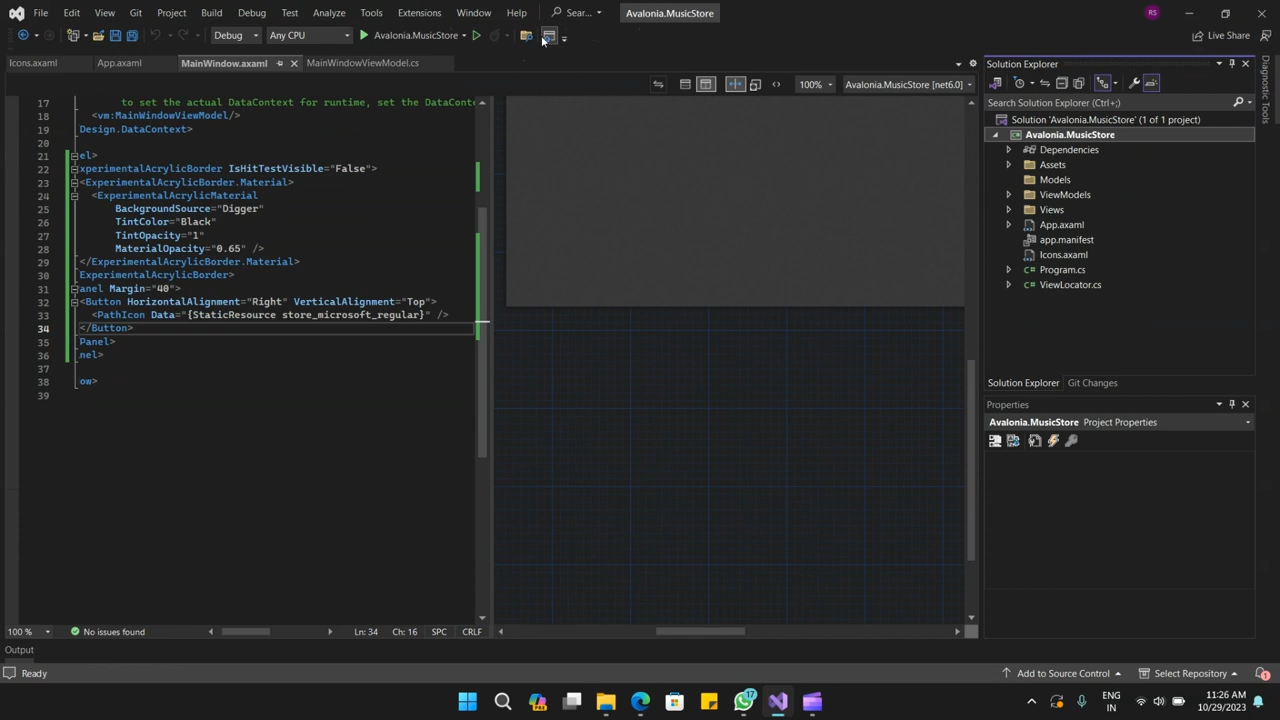 File Edit View Git Project Build Debug Test Analyze Tools Extensions Window Help Sear... Avalonia.MusicStore RS
Debug Any CPU Avalonia.MusicStore Live Share
Icons.axaml App.axaml MainWindow.axaml MainWindowViewModel.cs
100% Avalonia.MusicStore [net6.0]
17 to set the actual DataContext for runtime, set the DataConte
18 <vm:MainWindowViewModel/>
19 Design.DataContext>
20
21 el>
22 xperimentalAcrylicBorder IsHitTestVisible="False">
23 <ExperimentalAcrylicBorder.Material>
24 <ExperimentalAcrylicMaterial
25 BackgroundSource="Digger"
26 TintColor="Black"
27 TintOpacity="1"
28 MaterialOpacity="0.65" />
29 </ExperimentalAcrylicBorder.Material>
30 ExperimentalAcrylicBorder>
31 anel Margin="40">
32 <Button HorizontalAlignment="Right" VerticalAlignment="Top">
33 <PathIcon Data="{StaticResource store_microsoft_regular}" />
34 </Button>
35 Panel>
36 nel>
37
38 ow>
39
100 % No issues found Ln: 34 Ch: 16 SPC CRLF
Solution Explorer
Search Solution Explorer (Ctrl+;)
Solution 'Avalonia.MusicStore' (1 of 1 project)
Avalonia.MusicStore
Dependencies
Assets
Models
ViewModels
Views
App.axaml
app.manifest
Icons.axaml
Program.cs
ViewLocator.cs
Solution Explorer Git Changes
Properties
Avalonia.MusicStore Project Properties
Diagnostic Tools
Output
Ready Add to Source Control Select Repository 1
PRE 17 ENG IN 11:26 AM 10/29/2023